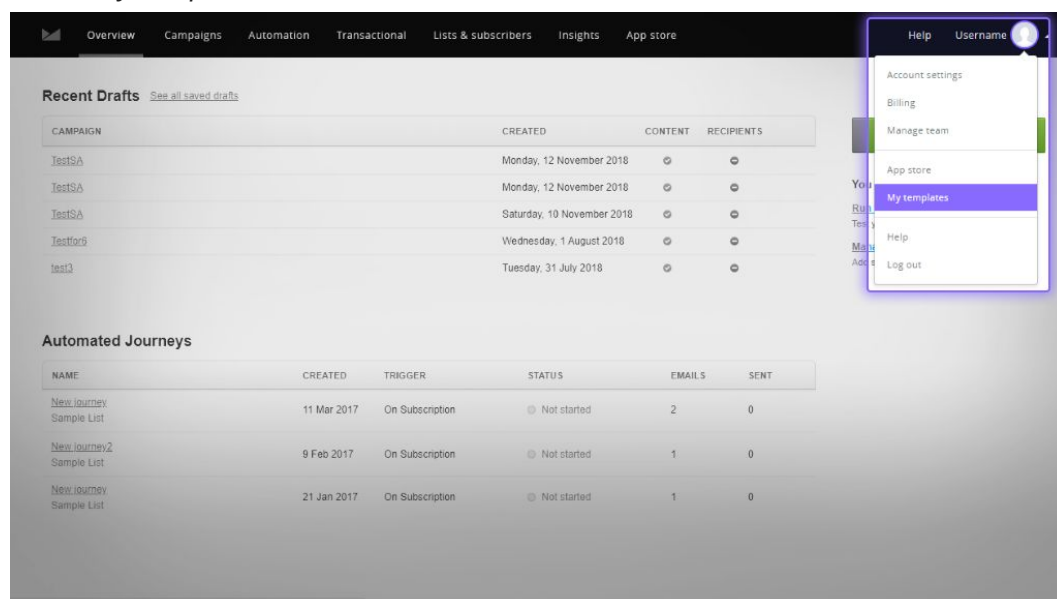 Overview Campaigns Automation Transactional Lists & subscribers Insights App store Help Username
Account settings
Billing
Manage team
App store
My templates
Help
Log out
Recent Drafts See all saved drafts
CAMPAIGN CREATED CONTENT RECIPIENTS
TestSA Monday, 12 November 2018
TestSA Monday, 12 November 2018
TestSA Saturday, 10 November 2018
Testfor6 Wednesday, 1 August 2018
test3 Tuesday, 31 July 2018
Automated Journeys
NAME CREATED TRIGGER STATUS EMAILS SENT
New journey 11 Mar 2017 On Subscription Not started 2 0
Sample List
New journey2 9 Feb 2017 On Subscription Not started 1 0
Sample List
New journey 21 Jan 2017 On Subscription Not started 1 0
Sample List